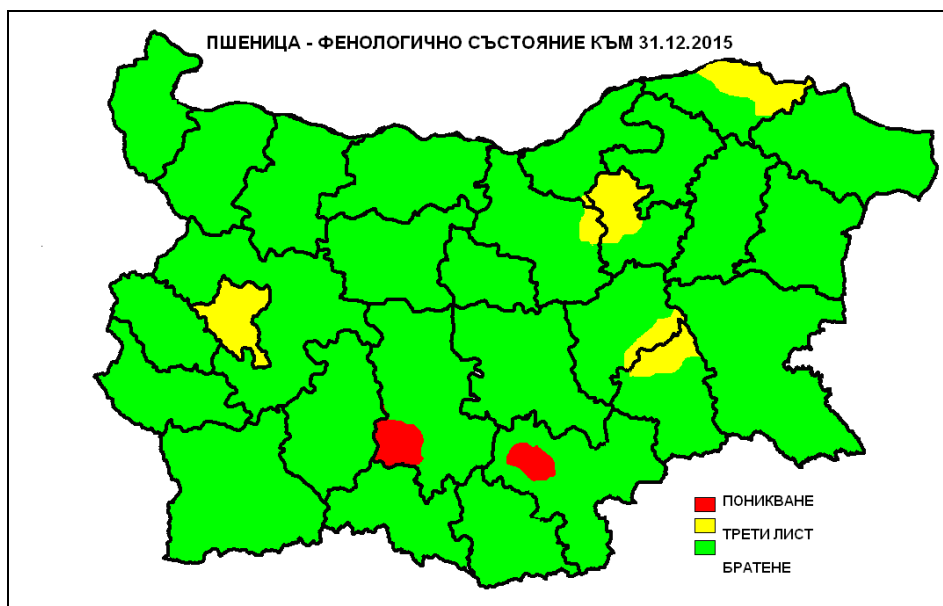 ПШЕНИЦА - ФЕНОЛОГИЧНО СЪСТОЯНИЕ КЪМ 31.12.2015
ПОНИКВАНЕ
ТРЕТИ ЛИСТ
БРАТЕНЕ